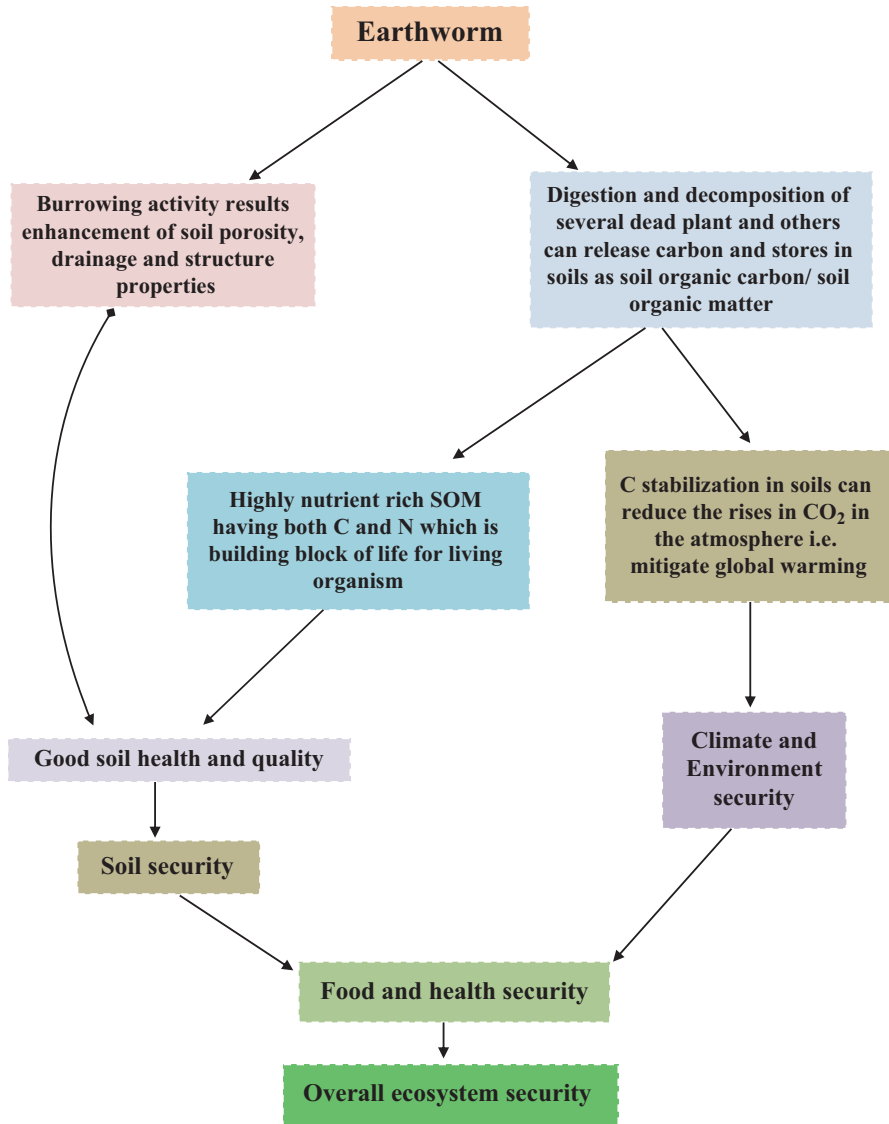 Earthworm
Burrowing activity results
enhancement of soil porosity,
drainage and structure
properties
Digestion and decomposition of
several dead plant and others
can release carbon and stores in
soils as soil organic carbon/ soil
organic matter
Highly nutrient rich SOM
having both C and N which is
building block of life for living
organism
C stabilization in soils can
reduce the rises in CO₂ in
the atmosphere i.e.
mitigate global warming
Good soil health and quality
Climate and
Environment
security
Soil security
Food and health security
Overall ecosystem security